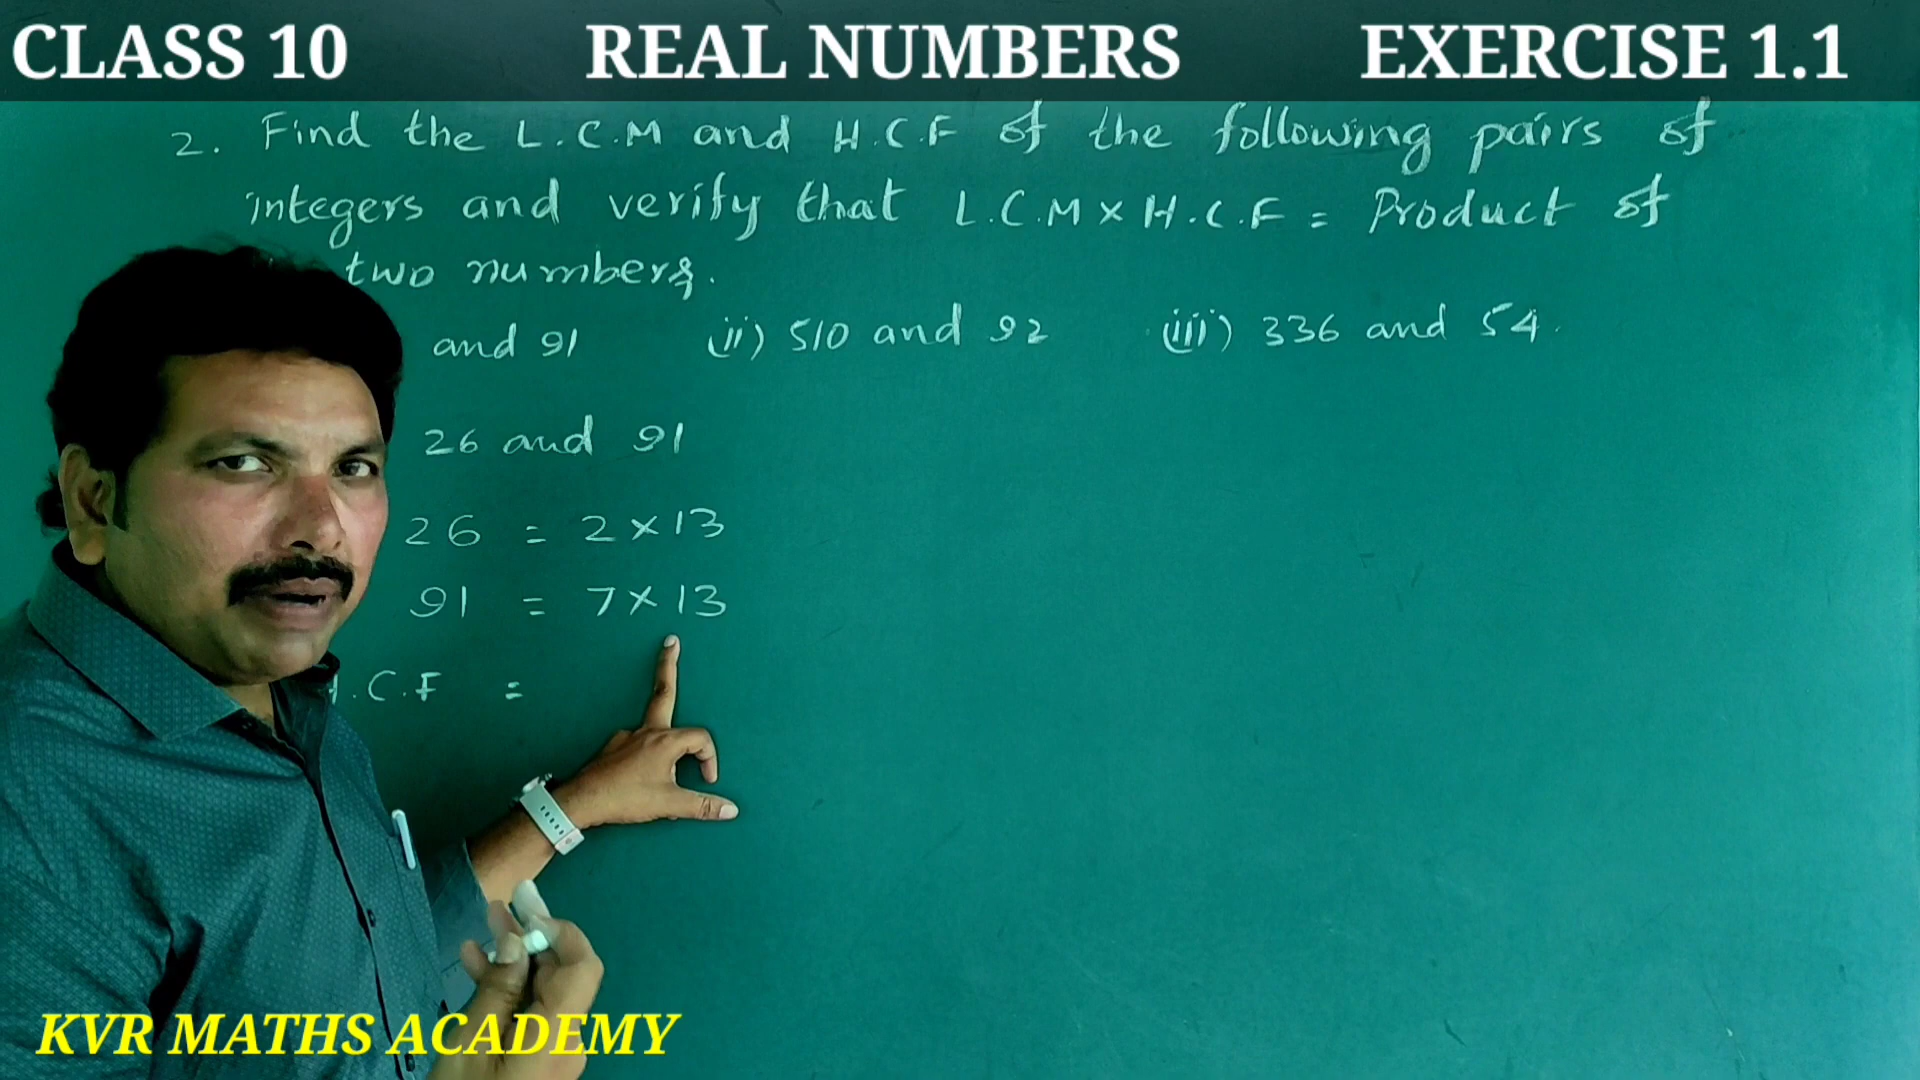 CLASS 10 REAL NUMBERS EXERCISE 1.1
2. Find the L.C.M and H.C.F of the following pairs of
integers and verify that L.C.M × H.C.F = Product of
two numbers.
and 91 (ii) 510 and 92 (iii) 336 and 54.
26 and 91
26 = 2 × 13
91 = 7 × 13
H.C.F =
KVR MATHS ACADEMY